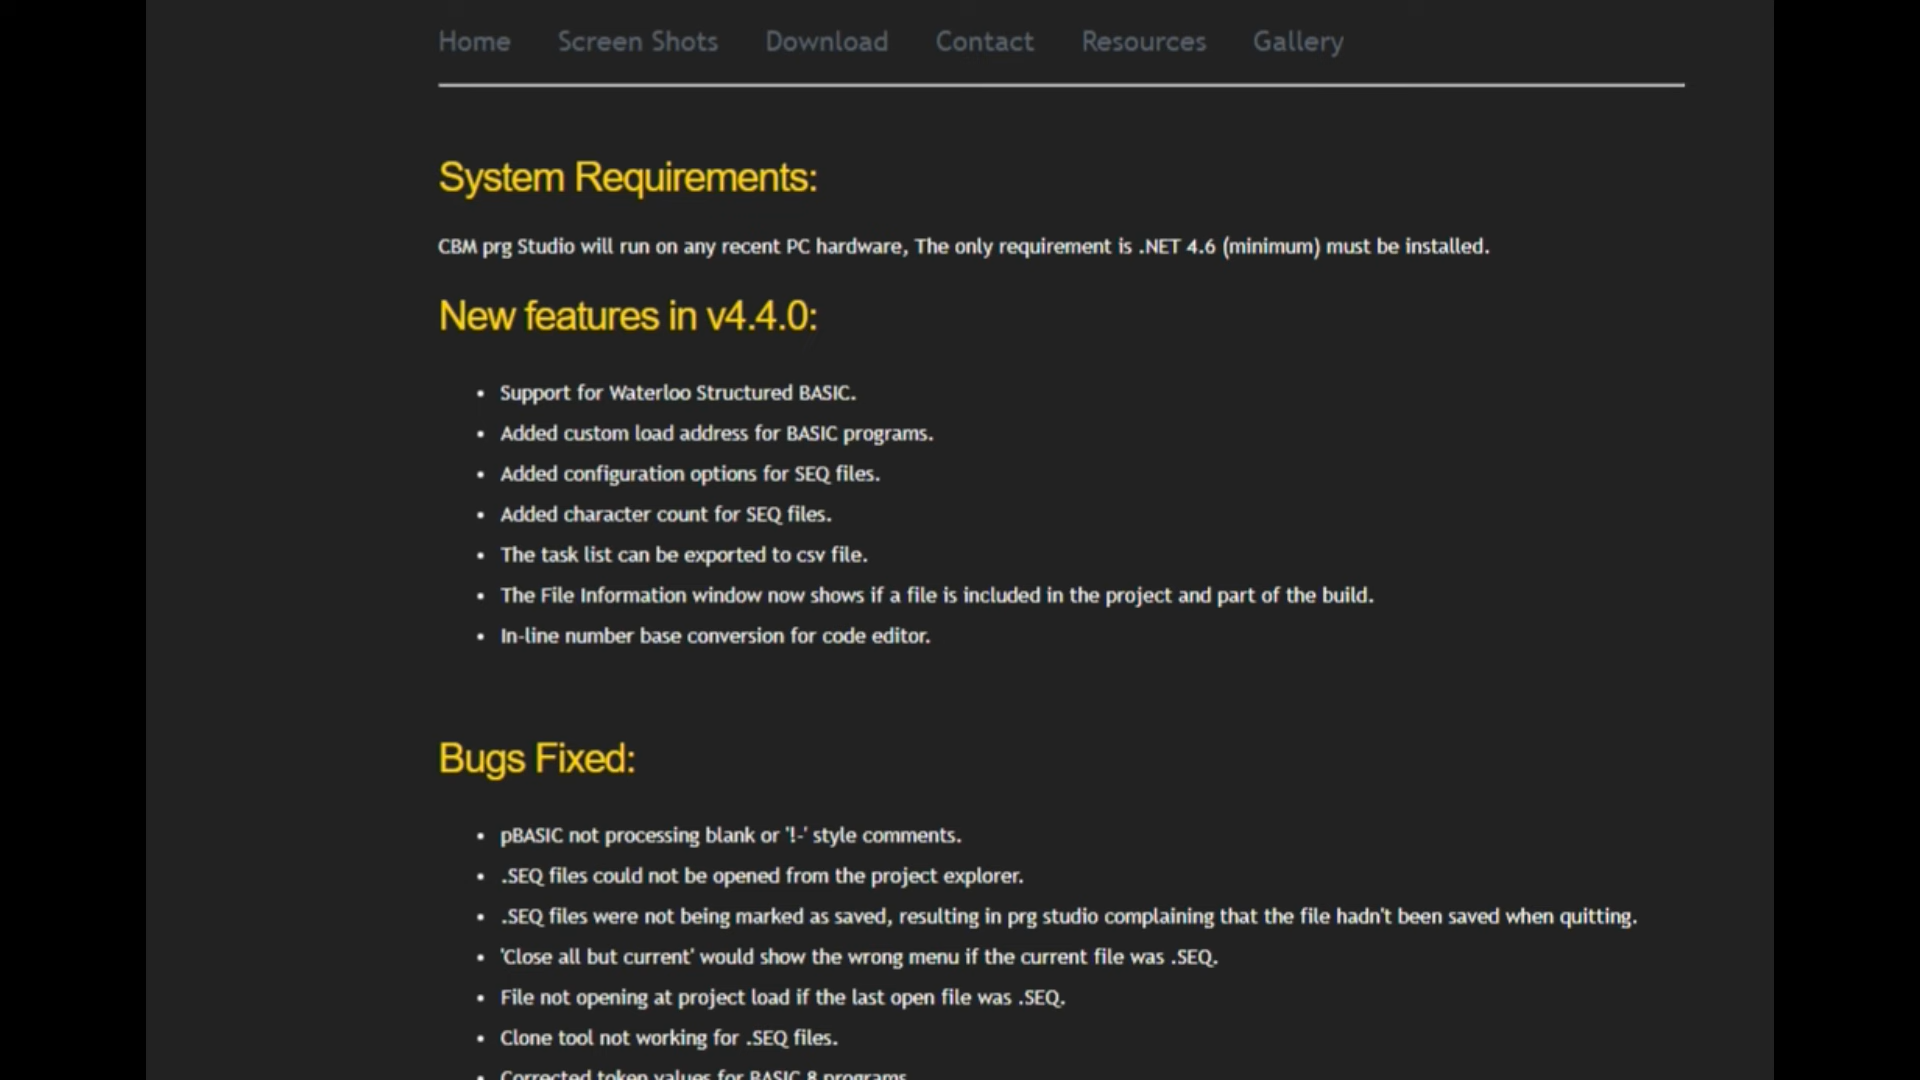 Home Screen Shots Download Contact Resources Gallery
System Requirements:
CBM prg Studio will run on any recent PC hardware, The only requirement is .NET 4.6 (minimum) must be installed.
New features in v4.4.0:
• Support for Waterloo Structured BASIC.
• Added custom load address for BASIC programs.
• Added configuration options for SEQ files.
• Added character count for SEQ files.
• The task list can be exported to csv file.
• The File Information window now shows if a file is included in the project and part of the build.
• In-line number base conversion for code editor.
Bugs Fixed:
• pBASIC not processing blank or '!-' style comments.
• .SEQ files could not be opened from the project explorer.
• .SEQ files were not being marked as saved, resulting in prg studio complaining that the file hadn't been saved when quitting.
• 'Close all but current' would show the wrong menu if the current file was .SEQ.
• File not opening at project load if the last open file was .SEQ.
• Clone tool not working for .SEQ files.
• Corrected token values for BASIC 8 programs.